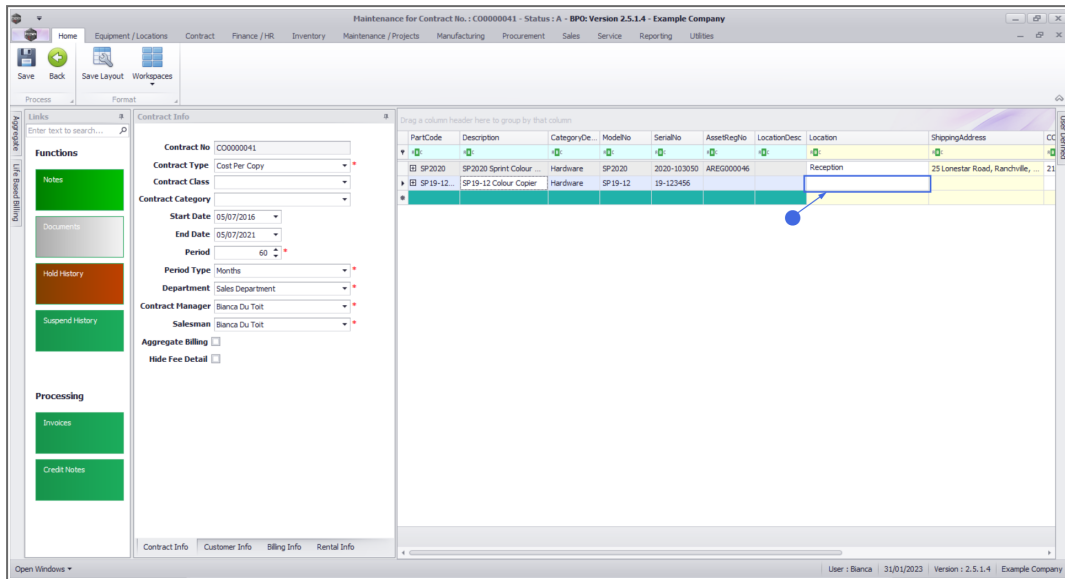 Maintenance for Contract No. : CO0000041 - Status : A - BPO: Version 2.5.1.4 - Example Company
Home Equipment / Locations Contract Finance / HR Inventory Maintenance / Projects Manufacturing Procurement Sales Service Reporting Utilities
Save Back Save Layout Workspaces
Process Format
Aggregate
Life Based Billing
Links
Enter text to search...
Functions
Notes
Documents
Hold History
Suspend History
Processing
Invoices
Credit Notes
Contract Info
Contract No CO0000041
Contract Type Cost Per Copy *
Contract Class
Contract Category
Start Date 05/07/2016
End Date 05/07/2021
Period 60 *
Period Type Months *
Department Sales Department *
Contract Manager Bianca Du Toit *
Salesman Bianca Du Toit *
Aggregate Billing
Hide Fee Detail
Contract Info Customer Info Billing Info Rental Info
Drag a column header here to group by that column
PartCode Description CategoryDe... ModelNo SerialNo AssetRegNo LocationDesc Location ShippingAddress CC
SP2020 SP2020 Sprint Colour ... Hardware SP2020 2020-103050 AREG000046 Reception 25 Lonestar Road, Ranchville, ... 21
SP19-12... SP19-12 Colour Copier Hardware SP19-12 19-123456
User Defined
Open Windows User : Bianca 31/01/2023 Version : 2.5.1.4 Example Company